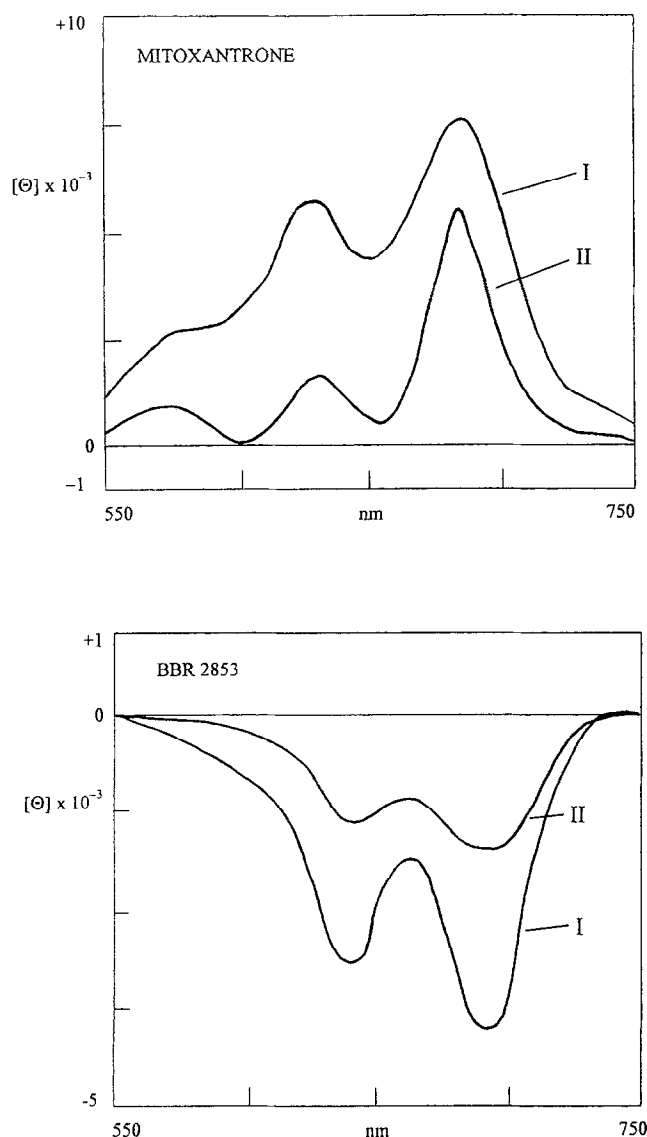 +10
MITOXANTRONE
[Θ] x 10⁻³
I
II
0
−1
550
nm
750
+1
BBR 2853
0
[Θ] x 10⁻³
II
I
-5
550
nm
750